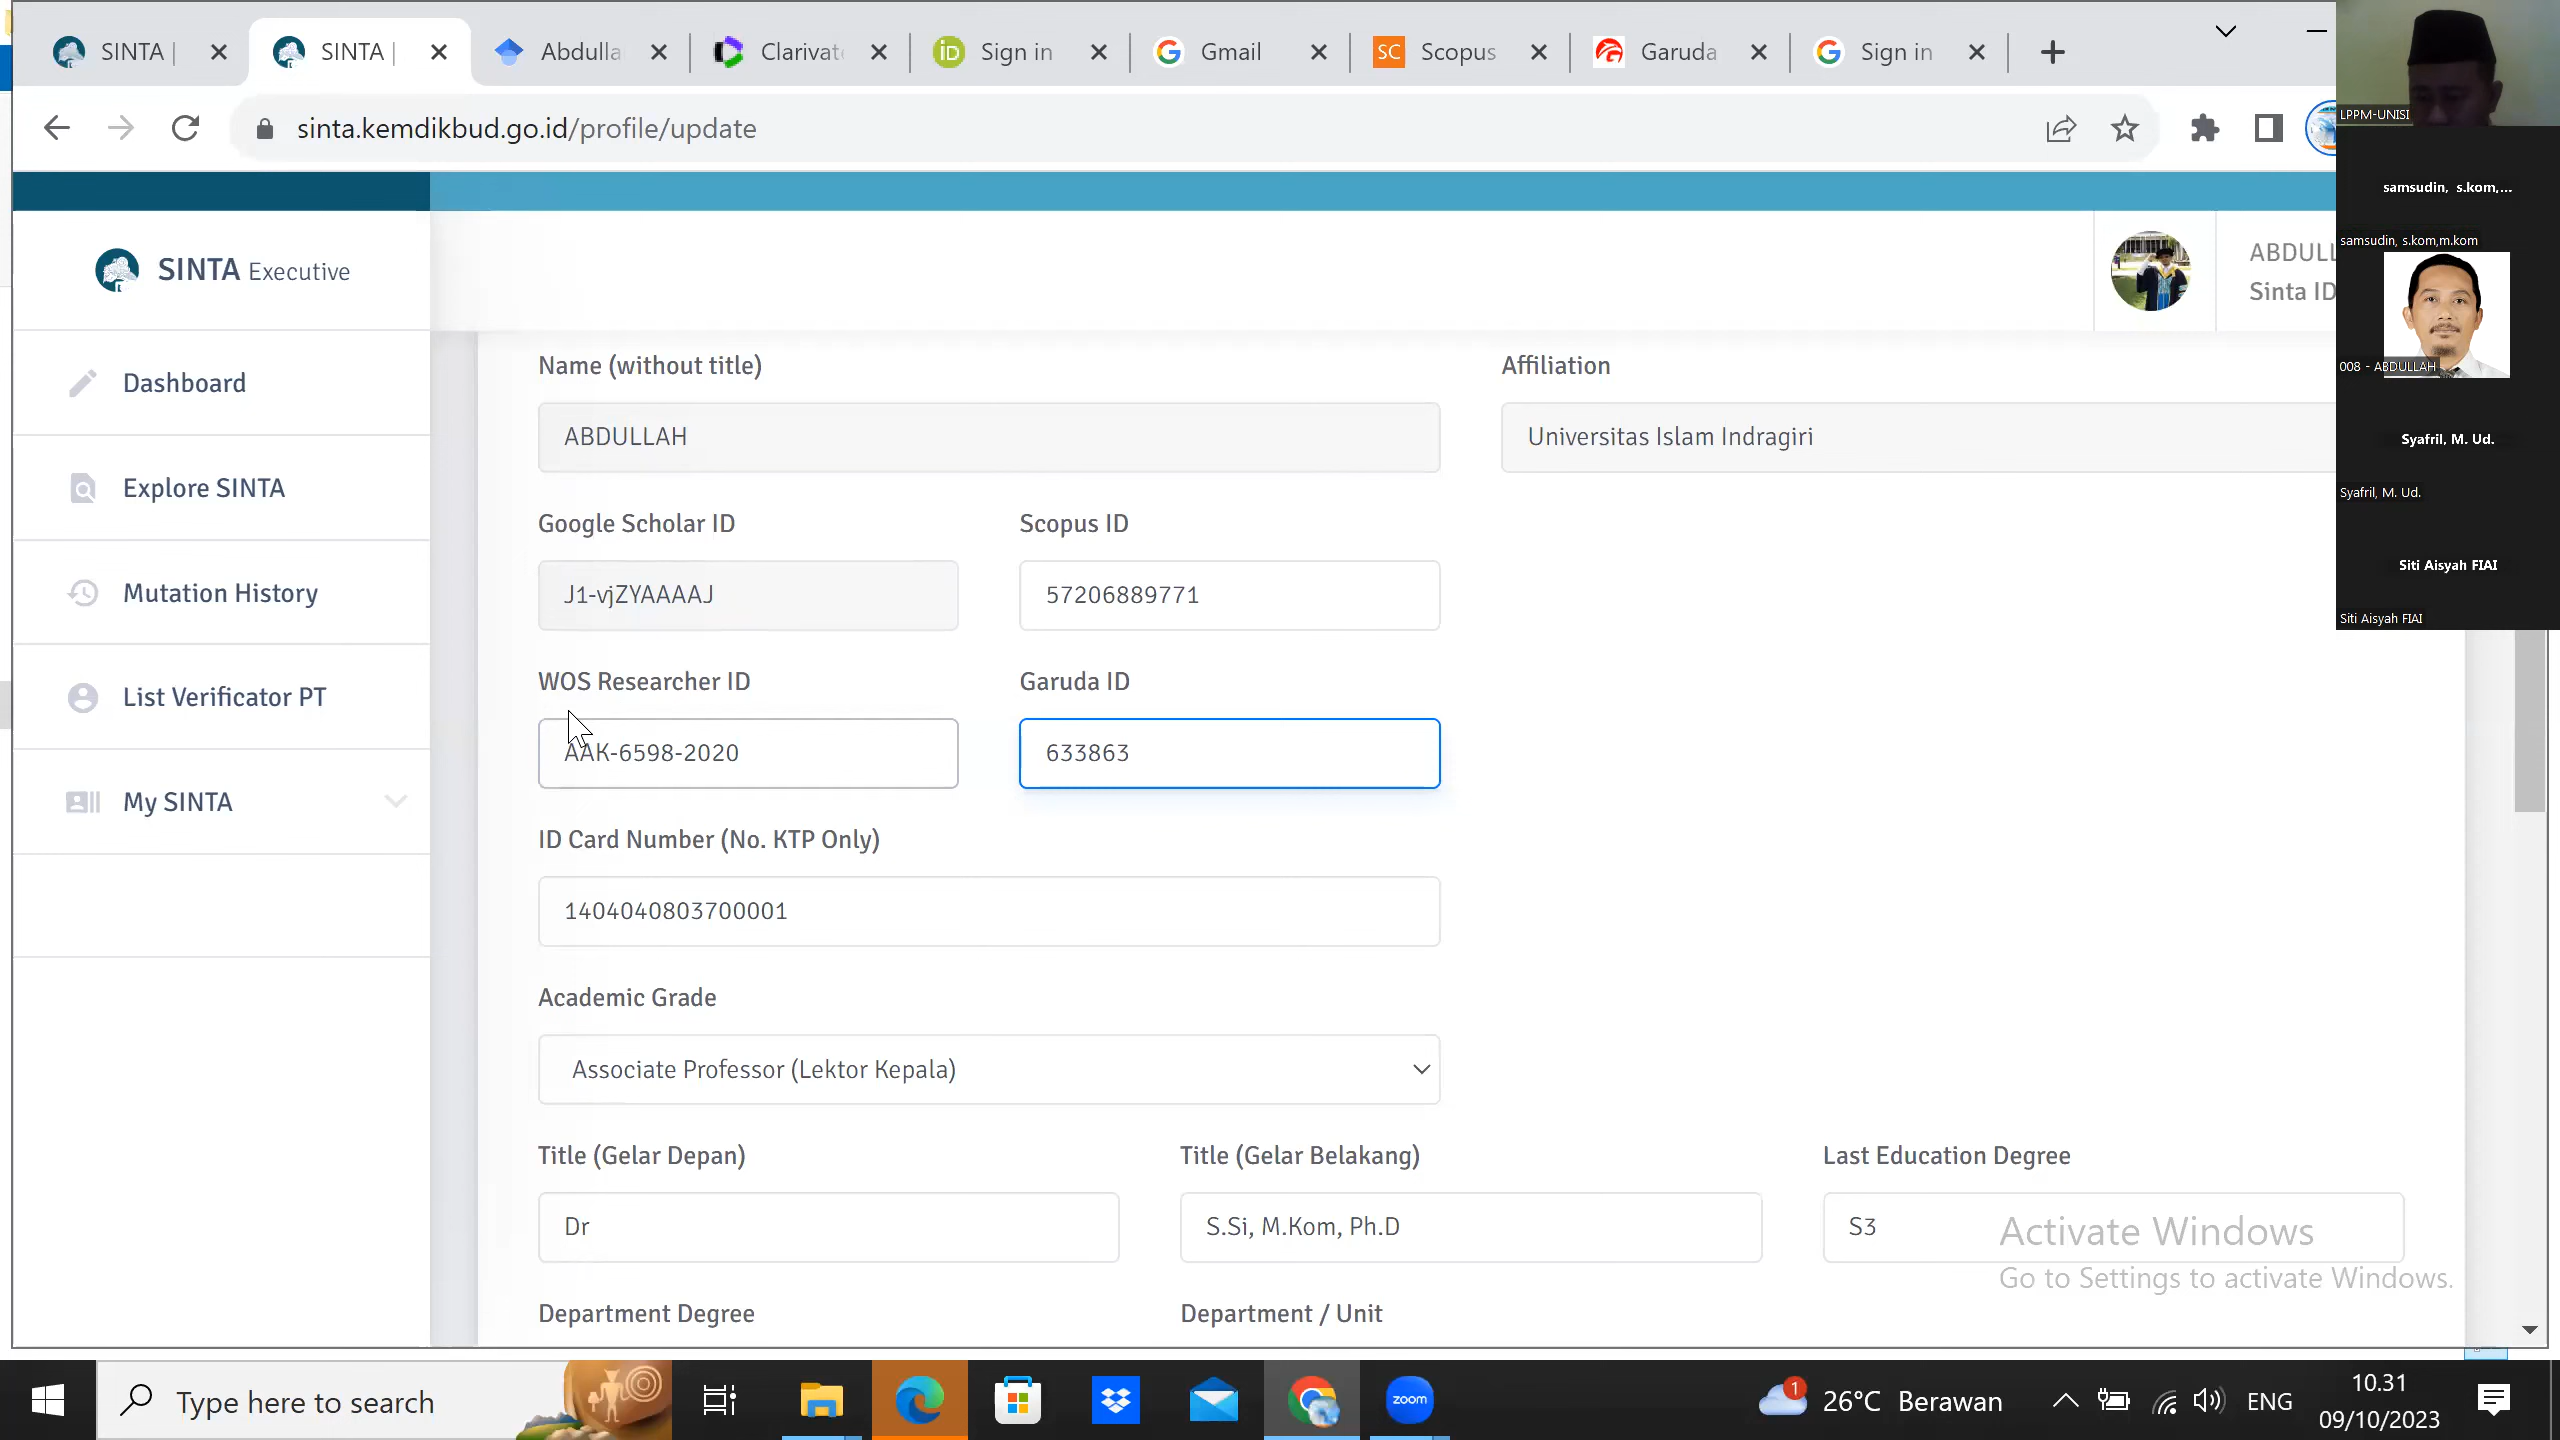 SINTA |
SINTA |
Abdulla
Clarivate
Sign in
Gmail
Scopus
Garuda
Sign in
sinta.kemdikbud.go.id/profile/update
LPPM-UNISI
samsudin, s.kom,...
samsudin, s.kom,m.kom
008 - ABDULLAH
Syafril, M. Ud.
Syafril, M. Ud.
Siti Aisyah FIAI
Siti Aisyah FIAI
SINTA Executive
ABDULL
Sinta ID
Dashboard
Explore SINTA
Mutation History
List Verificator PT
My SINTA
Name (without title)
Affiliation
ABDULLAH
Universitas Islam Indragiri
Google Scholar ID
Scopus ID
J1-vjZYAAAAJ
57206889771
WOS Researcher ID
Garuda ID
AAK-6598-2020
633863
ID Card Number (No. KTP Only)
1404040803700001
Academic Grade
Associate Professor (Lektor Kepala)
Title (Gelar Depan)
Title (Gelar Belakang)
Last Education Degree
Dr
S.Si, M.Kom, Ph.D
S3
Activate Windows
Go to Settings to activate Windows.
Department Degree
Department / Unit
Type here to search
zoom
1
26°C Berawan
ENG
10.31
09/10/2023